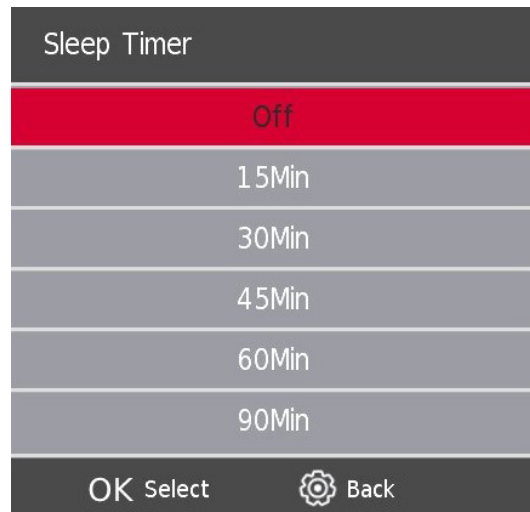 Sleep Timer
Off
15Min
30Min
45Min
60Min
90Min
OK Select Back